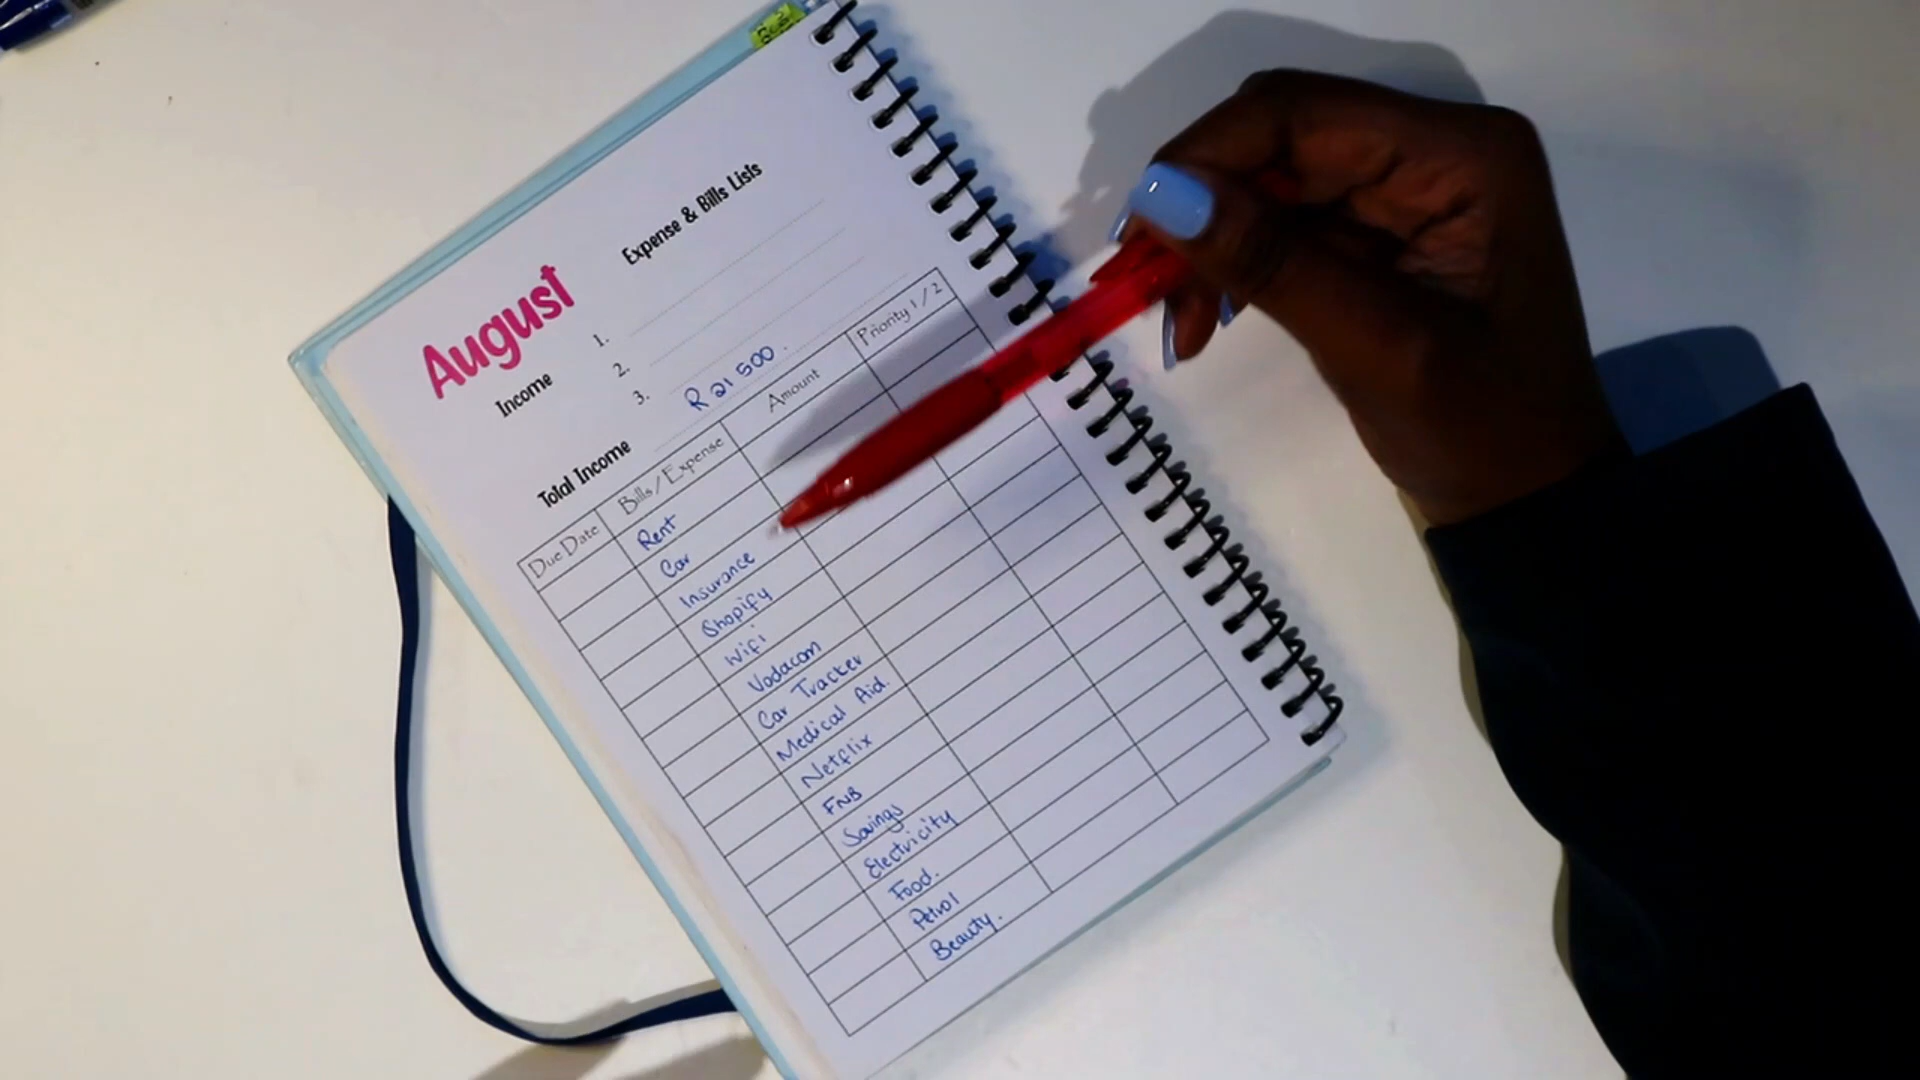 August
Expense & Bills Lists
Income
1.
2.
3.
Total Income R 21 500.
Due Date Bills / Expense Amount Priority 1 / 2
Rent
Car
Insurance
Shopify
Wifi
Vodacom
Car Tracker
Medical Aid.
Netflix
FNB
Savings
Electricity
Food.
Petrol
Beauty.